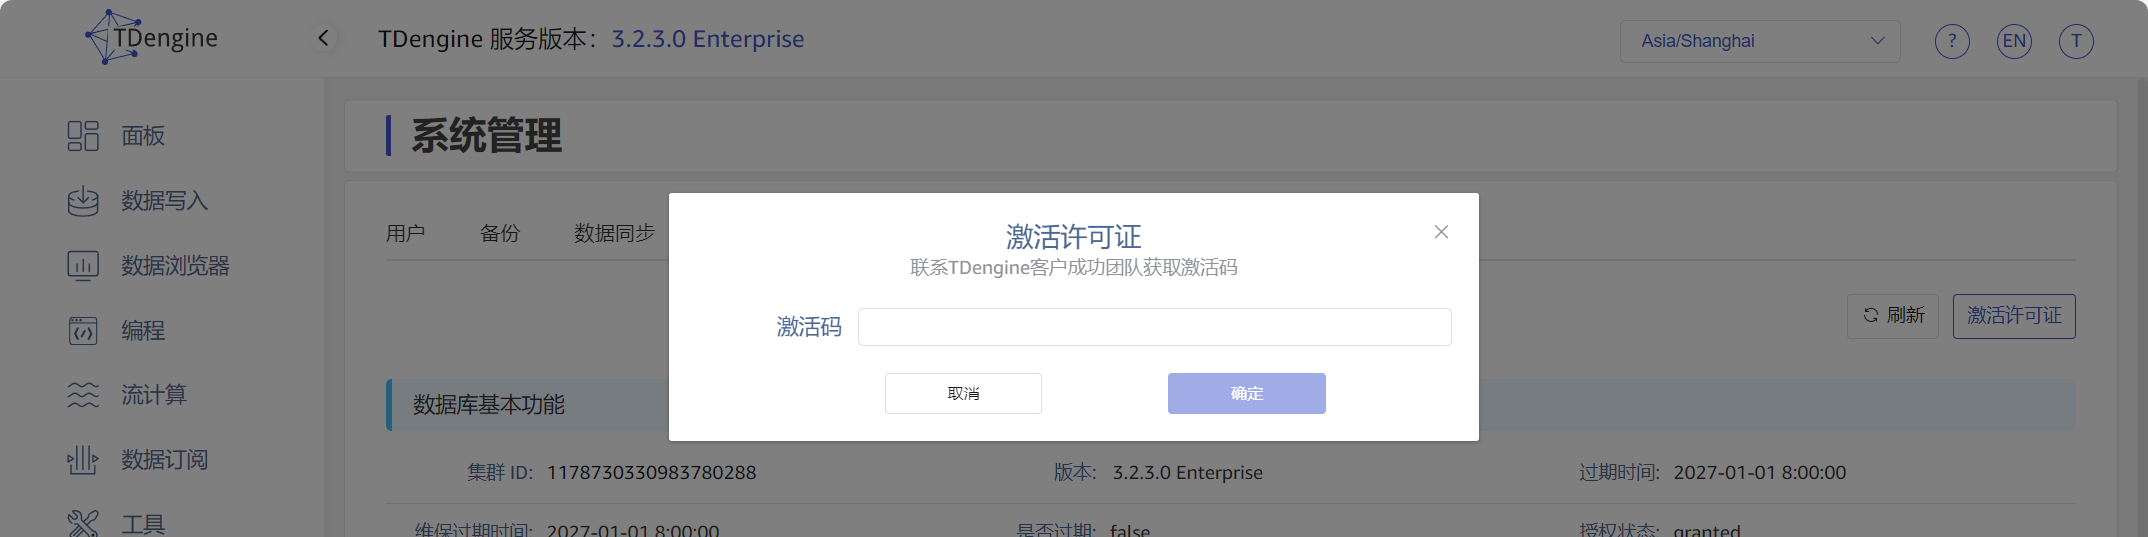 TDengine
TDengine 服务版本：3.2.3.0 Enterprise
Asia/Shanghai
?
EN
T
面板
数据写入
数据浏览器
编程
流计算
数据订阅
工具
系统管理
用户
备份
数据同步
激活许可证
联系TDengine客户成功团队获取激活码
激活码
取消
确定
刷新
激活许可证
数据库基本功能
集群 ID: 1178730330983780288
版本: 3.2.3.0 Enterprise
过期时间: 2027-01-01 8:00:00
维保过期时间: 2027-01-01 8:00:00
是否过期: false
授权状态: granted